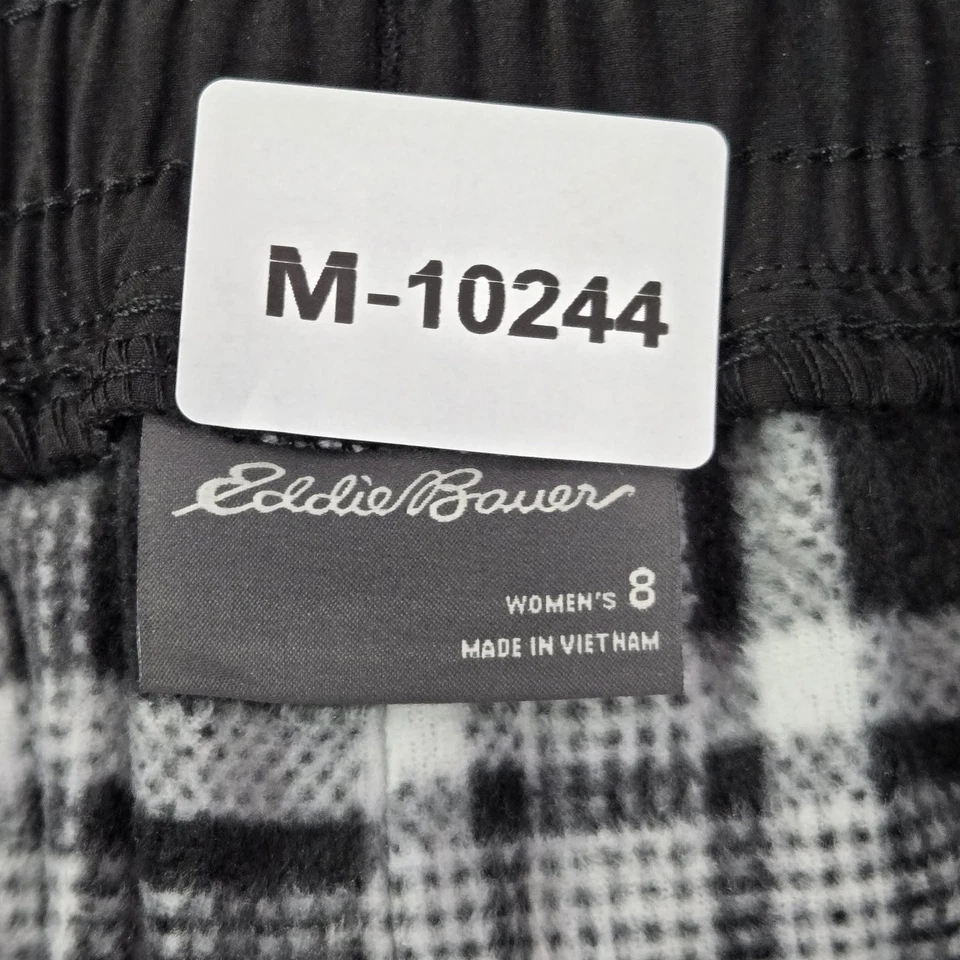 M-10244
Eddie Bauer
WOMEN'S 8
MADE IN VIETNAM